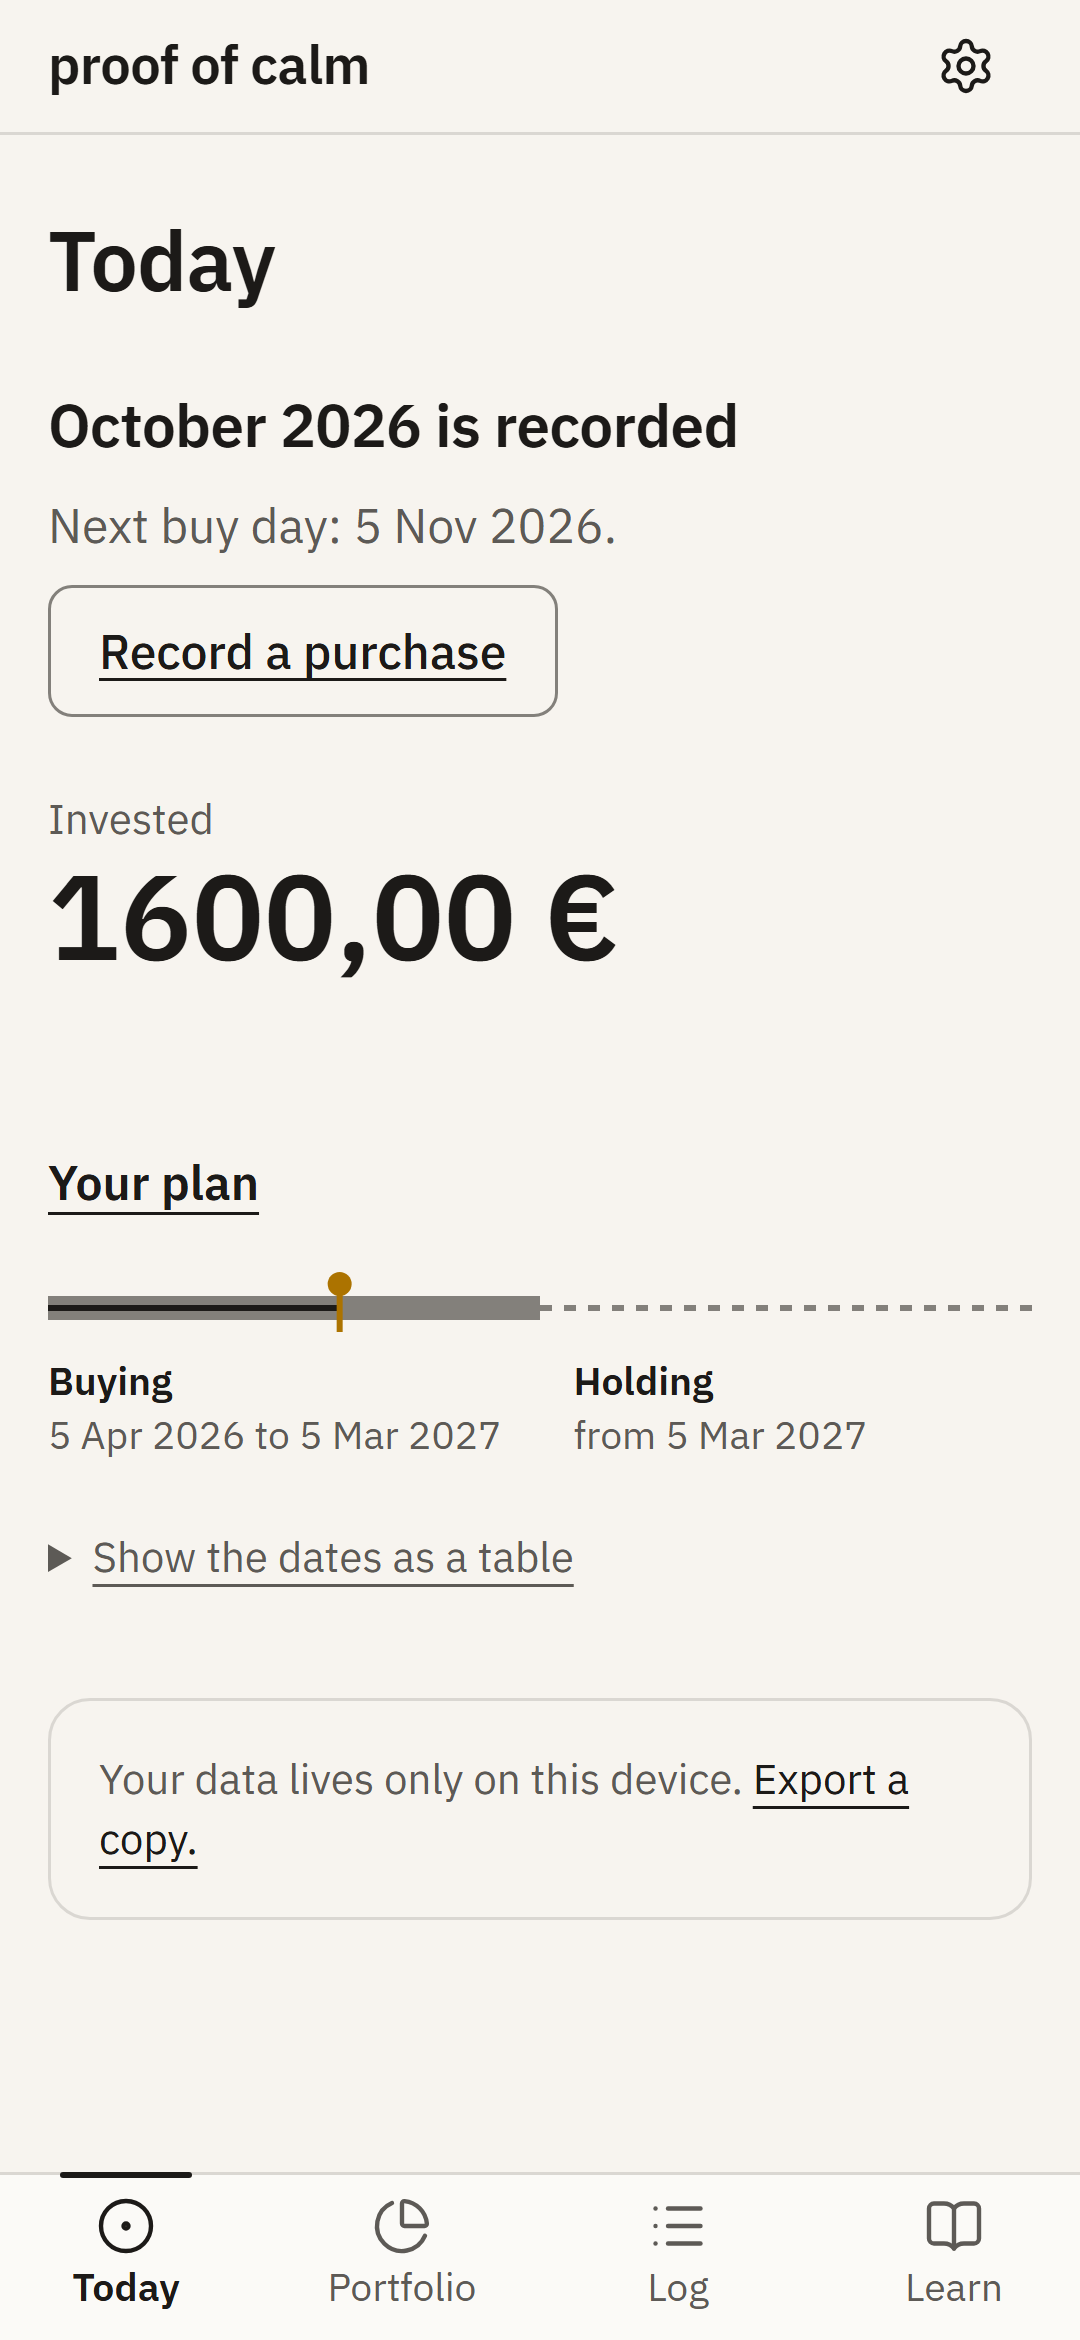 proof of calm
Today
October 2026 is recorded
Next buy day: 5 Nov 2026.
Record a purchase
Invested
1600,00 €
Your plan
Buying
5 Apr 2026 to 5 Mar 2027
Holding
from 5 Mar 2027
Show the dates as a table
Your data lives only on this device. Export a
copy.
Today
Portfolio
Log
Learn